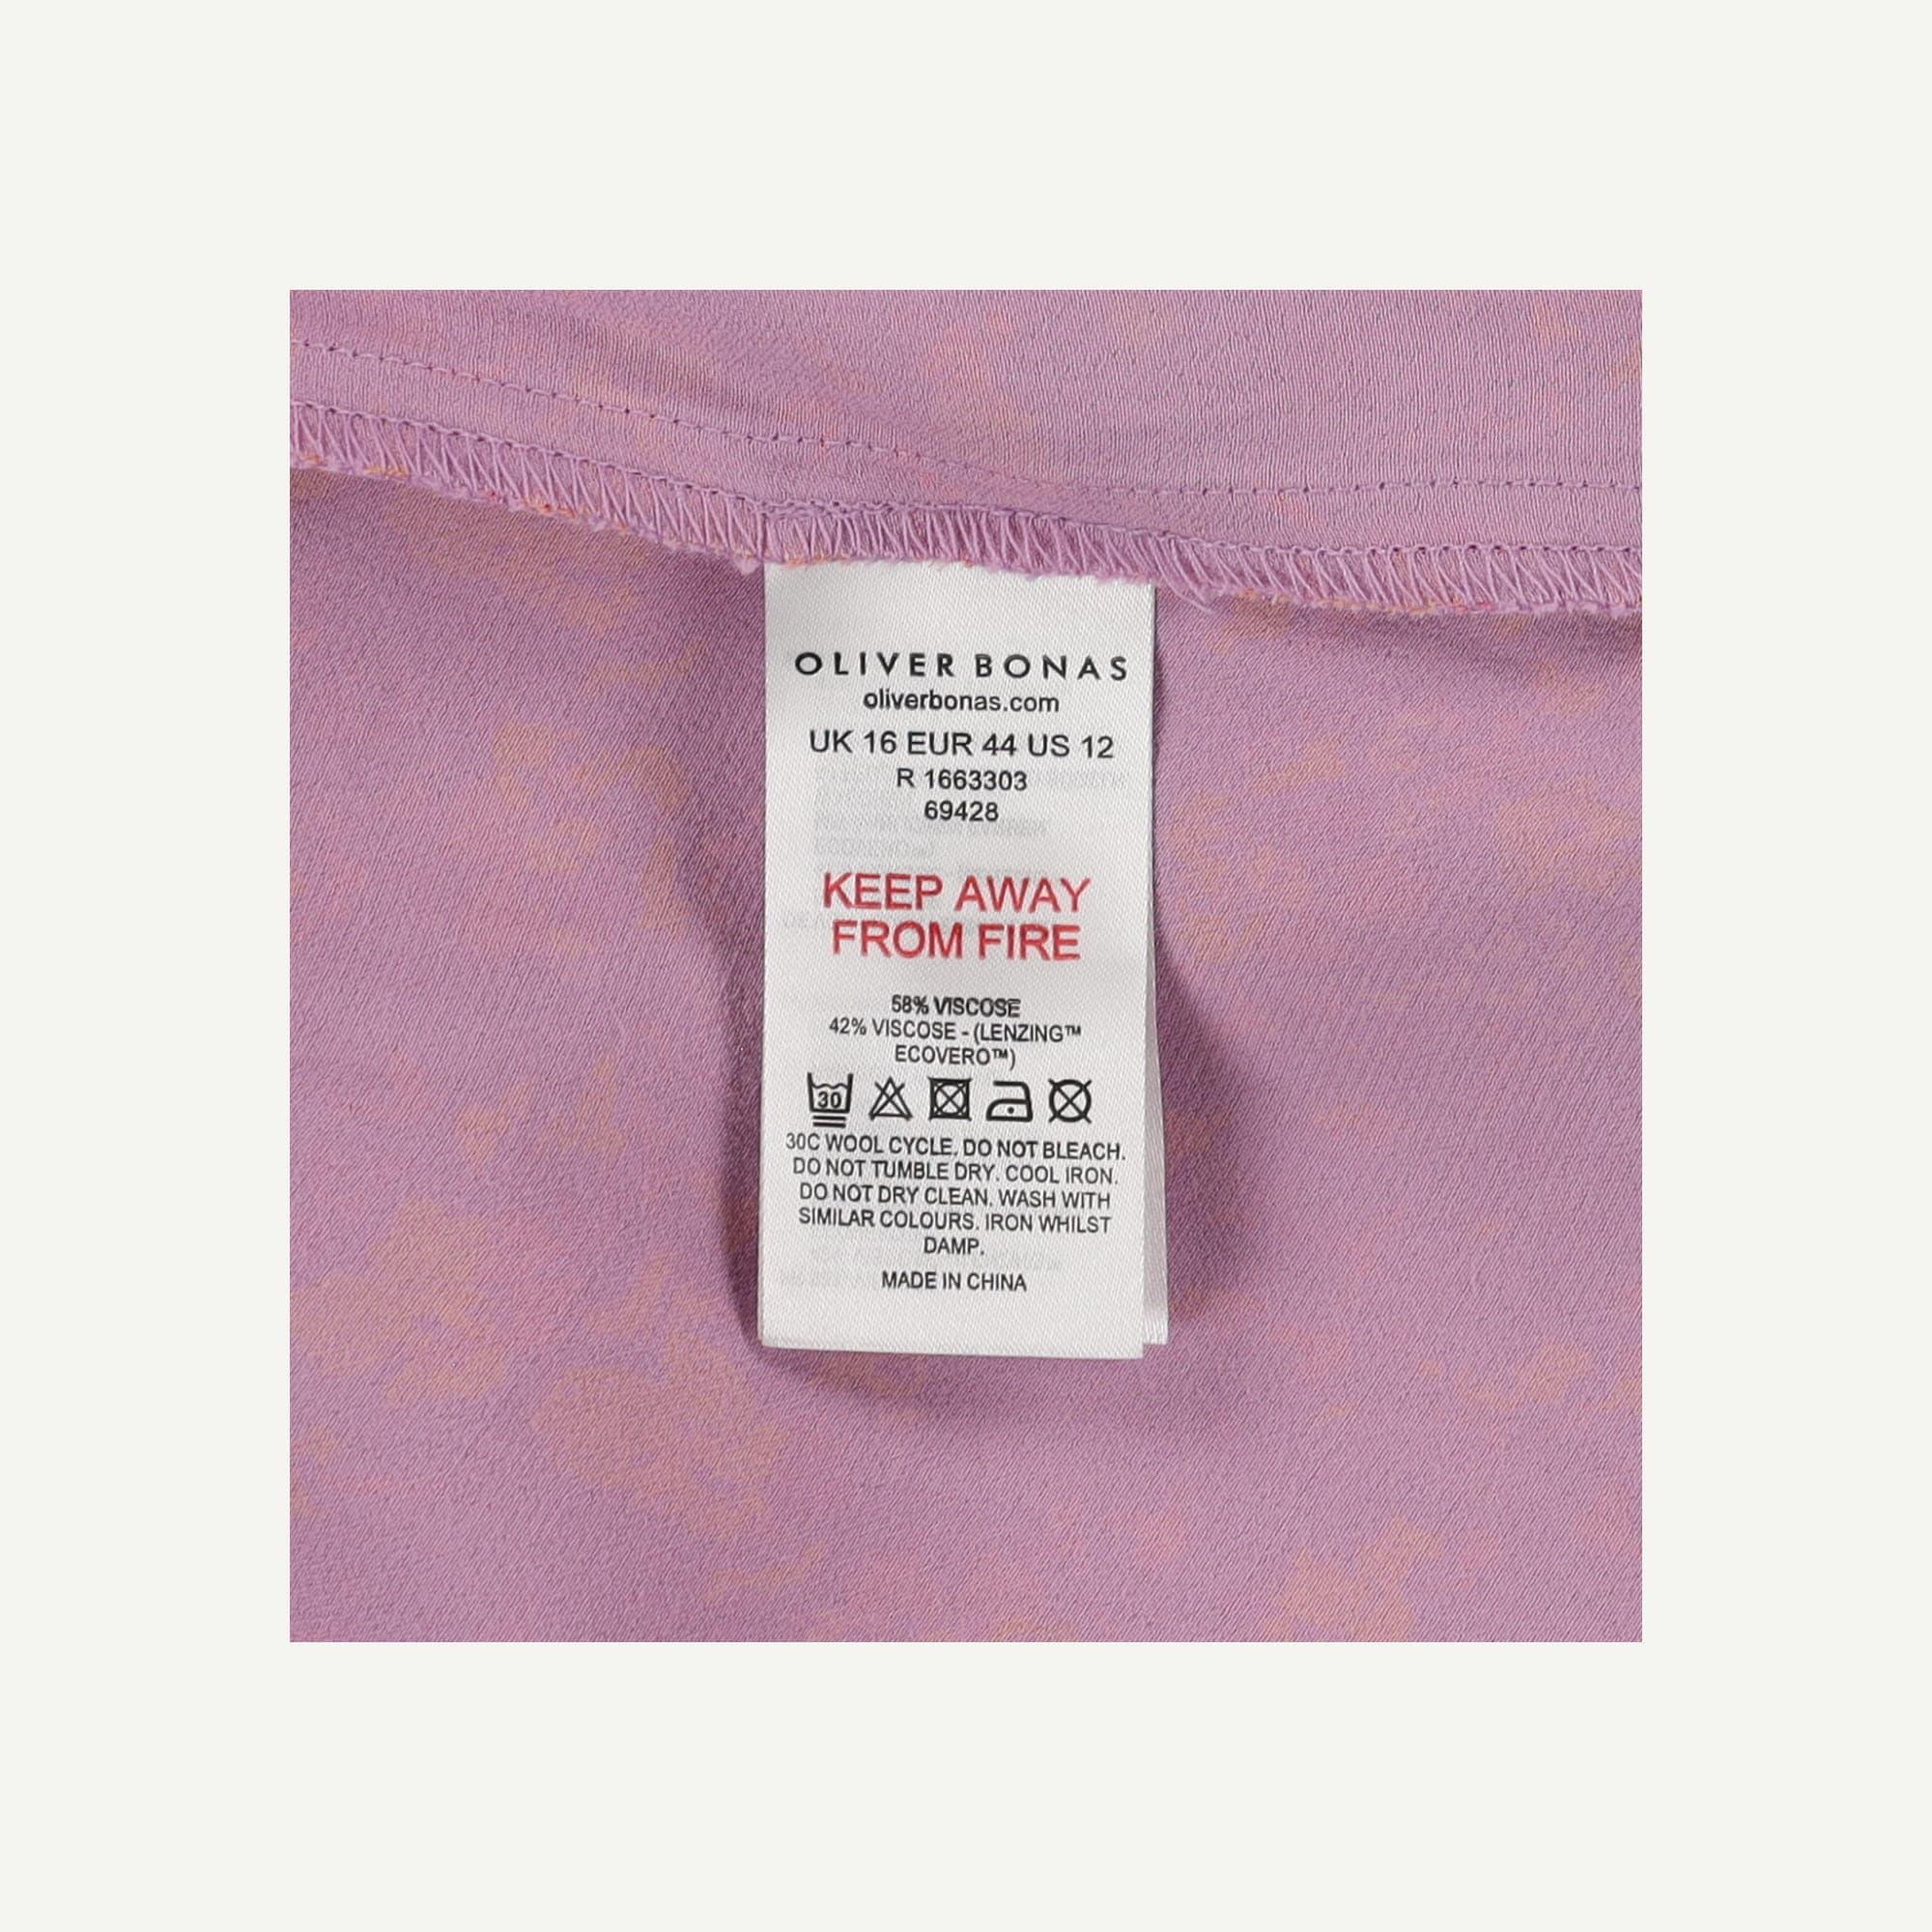 OLIVER BONAS
oliverbonas.com
UK 16 EUR 44 US 12
R 1663303
69428
KEEP AWAY
FROM FIRE
58% VISCOSE
42% VISCOSE - (LENZING™
ECOVERO™)
30
30C WOOL CYCLE. DO NOT BLEACH.
DO NOT TUMBLE DRY. COOL IRON.
DO NOT DRY CLEAN. WASH WITH
SIMILAR COLOURS. IRON WHILST
DAMP.
MADE IN CHINA